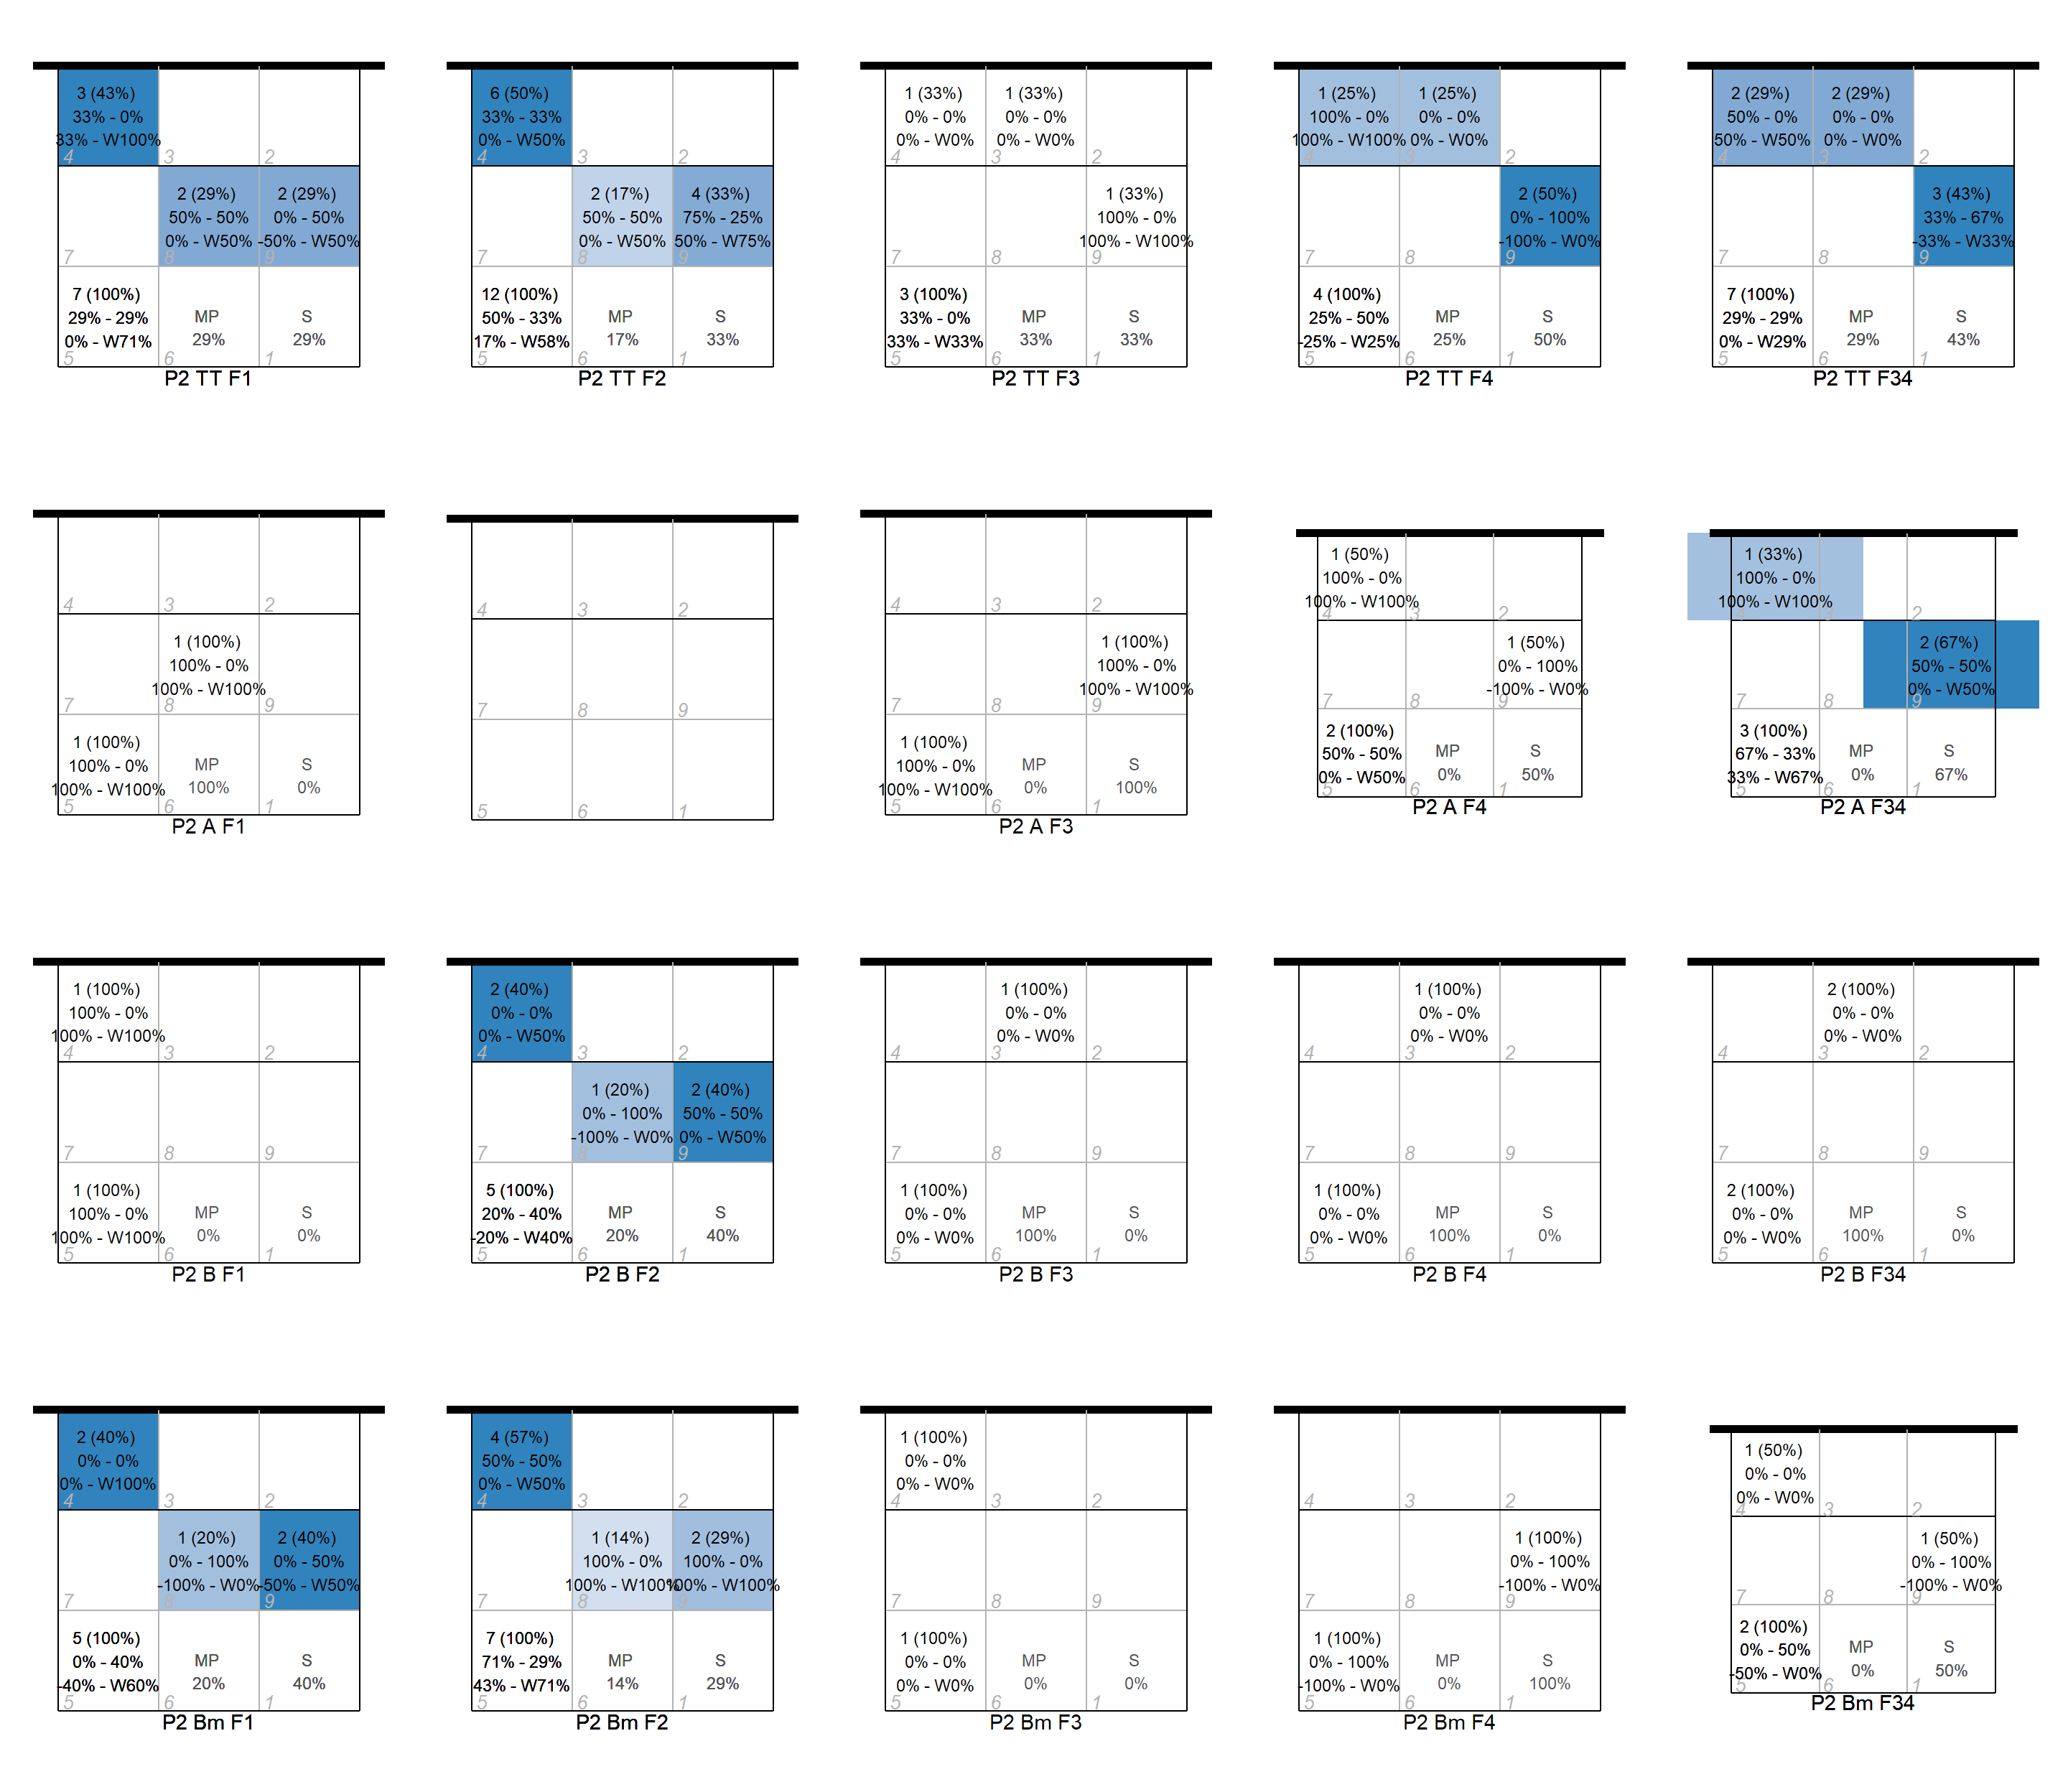 3 (43%)
33% - 0%
33% - W100%
4
3
2
7
2 (29%)
50% - 50%
0% - W50%
8
2 (29%)
0% - 50%
-50% - W50%
9
7 (100%)
29% - 29%
0% - W71%
5
MP
29%
6
S
29%
1
P2 TT F1
6 (50%)
33% - 33%
0% - W50%
4
3
2
7
2 (17%)
50% - 50%
0% - W50%
8
4 (33%)
75% - 25%
50% - W75%
9
12 (100%)
50% - 33%
17% - W58%
5
MP
17%
6
S
33%
1
P2 TT F2
1 (33%)
0% - 0%
0% - W0%
4
1 (33%)
0% - 0%
0% - W0%
3
2
7
8
1 (33%)
100% - 0%
100% - W100%
9
3 (100%)
33% - 0%
33% - W33%
5
MP
33%
6
S
33%
1
P2 TT F3
1 (25%)
100% - 0%
100% - W100%
4
1 (25%)
0% - 0%
0% - W0%
3
2
7
8
2 (50%)
0% - 100%
-100% - W0%
9
4 (100%)
25% - 50%
-25% - W25%
5
MP
25%
6
S
50%
1
P2 TT F4
2 (29%)
50% - 0%
50% - W50%
4
2 (29%)
0% - 0%
0% - W0%
3
2
7
8
3 (43%)
33% - 67%
-33% - W33%
9
7 (100%)
29% - 29%
0% - W29%
5
MP
29%
6
S
43%
1
P2 TT F34
4
3
2
7
1 (100%)
100% - 0%
100% - W100%
8
9
1 (100%)
100% - 0%
100% - W100%
5
MP
100%
6
S
0%
1
P2 A F1
4
3
2
7
8
9
5
6
1
4
3
2
7
8
1 (100%)
100% - 0%
100% - W100%
9
1 (100%)
100% - 0%
100% - W100%
5
MP
0%
6
S
100%
1
P2 A F3
1 (50%)
100% - 0%
100% - W100%
4
3
2
7
8
1 (50%)
0% - 100%
-100% - W0%
9
2 (100%)
50% - 50%
0% - W50%
5
MP
0%
6
S
50%
1
P2 A F4
1 (33%)
100% - 0%
100% - W100%
2
7
8
2 (67%)
50% - 50%
0% - W50%
9
3 (100%)
67% - 33%
33% - W67%
5
MP
0%
6
S
67%
1
P2 A F34
1 (100%)
100% - 0%
100% - W100%
4
3
2
7
8
9
1 (100%)
100% - 0%
100% - W100%
5
MP
0%
6
S
0%
1
P2 B F1
2 (40%)
0% - 0%
0% - W50%
4
3
2
7
1 (20%)
0% - 100%
-100% - W0%
8
2 (40%)
50% - 50%
0% - W50%
9
5 (100%)
20% - 40%
-20% - W40%
5
MP
20%
6
S
40%
1
P2 B F2
4
1 (100%)
0% - 0%
0% - W0%
3
2
7
8
9
1 (100%)
0% - 0%
0% - W0%
5
MP
100%
6
S
0%
1
P2 B F3
4
1 (100%)
0% - 0%
0% - W0%
3
2
7
8
9
1 (100%)
0% - 0%
0% - W0%
5
MP
100%
6
S
0%
1
P2 B F4
4
2 (100%)
0% - 0%
0% - W0%
3
2
7
8
9
2 (100%)
0% - 0%
0% - W0%
5
MP
100%
6
S
0%
1
P2 B F34
2 (40%)
0% - 0%
0% - W100%
4
3
2
7
1 (20%)
0% - 100%
-100% - W0%
8
2 (40%)
0% - 50%
-50% - W50%
9
5 (100%)
0% - 40%
-40% - W60%
5
MP
20%
6
S
40%
1
P2 Bm F1
4 (57%)
50% - 50%
0% - W50%
4
3
2
7
1 (14%)
100% - 0%
100% - W100%
8
2 (29%)
100% - 0%
100% - W100%
9
7 (100%)
71% - 29%
43% - W71%
5
MP
14%
6
S
29%
1
P2 Bm F2
1 (100%)
0% - 0%
0% - W0%
4
3
2
7
8
9
1 (100%)
0% - 0%
0% - W0%
5
MP
0%
6
S
0%
1
P2 Bm F3
4
3
2
7
8
1 (100%)
0% - 100%
-100% - W0%
9
1 (100%)
0% - 100%
-100% - W0%
5
MP
0%
6
S
100%
1
P2 Bm F4
1 (50%)
0% - 0%
0% - W0%
4
3
2
7
8
1 (50%)
0% - 100%
-100% - W0%
9
2 (100%)
0% - 50%
-50% - W0%
5
MP
0%
6
S
50%
1
P2 Bm F34